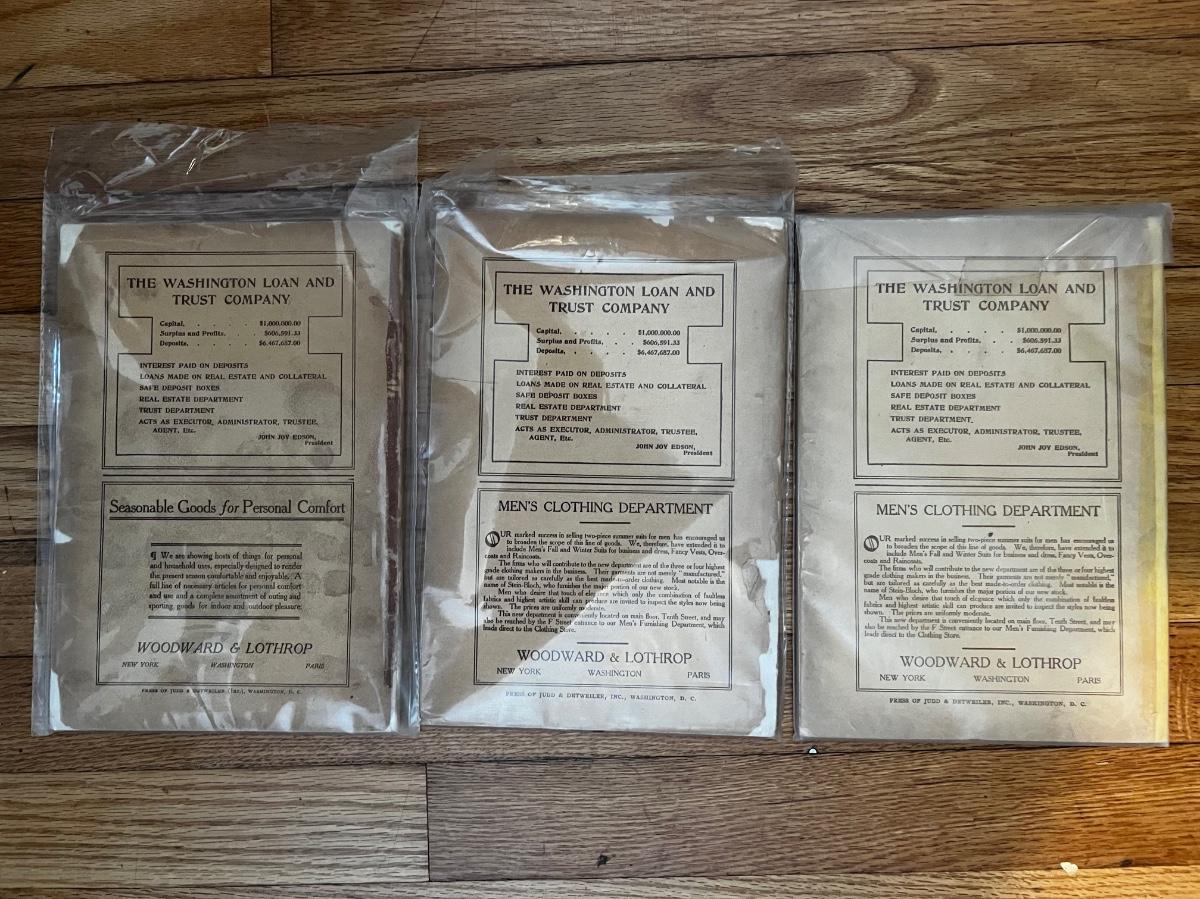 THE WASHINGTON LOAN AND
TRUST COMPANY
Capital, . . . . $1,000,000.00
Surplus and Profits, . . . $606,591.33
Deposits, . . . . $6,467,687.00
INTEREST PAID ON DEPOSITS
LOANS MADE ON REAL ESTATE AND COLLATERAL
SAFE DEPOSIT BOXES
REAL ESTATE DEPARTMENT
TRUST DEPARTMENT
ACTS AS EXECUTOR, ADMINISTRATOR, TRUSTEE,
AGENT, Etc.
JOHN JOY EDSON,
President
Seasonable Goods for Personal Comfort
¶ We are showing hosts of things for personal
and household uses, especially designed to render
the present season comfortable and enjoyable. A
full line of necessary articles for personal comfort
and use and a complete assortment of outing and
sporting goods for indoor and outdoor pleasure.
WOODWARD & LOTHROP
NEW YORK WASHINGTON PARIS
PRESS OF JUDD & DETWEILER (INC.), WASHINGTON, D. C.
THE WASHINGTON LOAN AND
TRUST COMPANY
Capital, . . . . $1,000,000.00
Surplus and Profits, . . . $606,591.33
Deposits, . . . . $6,467,687.00
INTEREST PAID ON DEPOSITS
LOANS MADE ON REAL ESTATE AND COLLATERAL
SAFE DEPOSIT BOXES
REAL ESTATE DEPARTMENT
TRUST DEPARTMENT
ACTS AS EXECUTOR, ADMINISTRATOR, TRUSTEE,
AGENT, Etc.
JOHN JOY EDSON,
President
MEN'S CLOTHING DEPARTMENT
OUR marked success in selling two-piece summer suits for men has encouraged us
to broaden the scope of this line of goods. We, therefore, have extended it to
include Men's Fall and Winter Suits for business and dress, Fancy Vests, Over-
coats and Raincoats.
The firms who will contribute to the new department are of the three or four highest
grade clothing makers in the business. Their garments are not merely "manufactured,"
but are tailored as carefully as the best made-to-order clothing. Most notable is the
name of Stein-Bloch, who furnishes the major portion of our new stock.
Men who desire that touch of elegance which only the combination of faultless
fabrics and highest artistic skill can produce are invited to inspect the styles now being
shown. The prices are uniformly moderate.
This new department is conveniently located on main floor, Tenth Street, and may
also be reached by the F Street entrance to our Men's Furnishing Department, which
leads direct to the Clothing Store.
WOODWARD & LOTHROP
NEW YORK WASHINGTON PARIS
PRESS OF JUDD & DETWEILER, INC., WASHINGTON, D. C.
THE WASHINGTON LOAN AND
TRUST COMPANY
Capital, . . . . $1,000,000.00
Surplus and Profits, . . . $606,591.33
Deposits, . . . . $6,467,687.00
INTEREST PAID ON DEPOSITS
LOANS MADE ON REAL ESTATE AND COLLATERAL
SAFE DEPOSIT BOXES
REAL ESTATE DEPARTMENT
TRUST DEPARTMENT.
ACTS AS EXECUTOR, ADMINISTRATOR, TRUSTEE,
AGENT, Etc.
JOHN JOY EDSON,
President
MEN'S CLOTHING DEPARTMENT
OUR marked success in selling two-piece summer suits for men has encouraged us
to broaden the scope of this line of goods. We, therefore, have extended it to
include Men's Fall and Winter Suits for business and dress, Fancy Vests, Over-
coats and Raincoats.
The firms who will contribute to the new department are of the three or four highest
grade clothing makers in the business. Their garments are not merely "manufactured,"
but are tailored as carefully as the best made-to-order clothing. Most notable is the
name of Stein-Bloch, who furnishes the major portion of our new stock.
Men who desire that touch of elegance which only the combination of faultless
fabrics and highest artistic skill can produce are invited to inspect the styles now being
shown. The prices are uniformly moderate.
This new department is conveniently located on main floor, Tenth Street, and may
also be reached by the F Street entrance to our Men's Furnishing Department, which
leads direct to the Clothing Store.
WOODWARD & LOTHROP
NEW YORK WASHINGTON PARIS
PRESS OF JUDD & DETWEILER, INC., WASHINGTON, D. C.